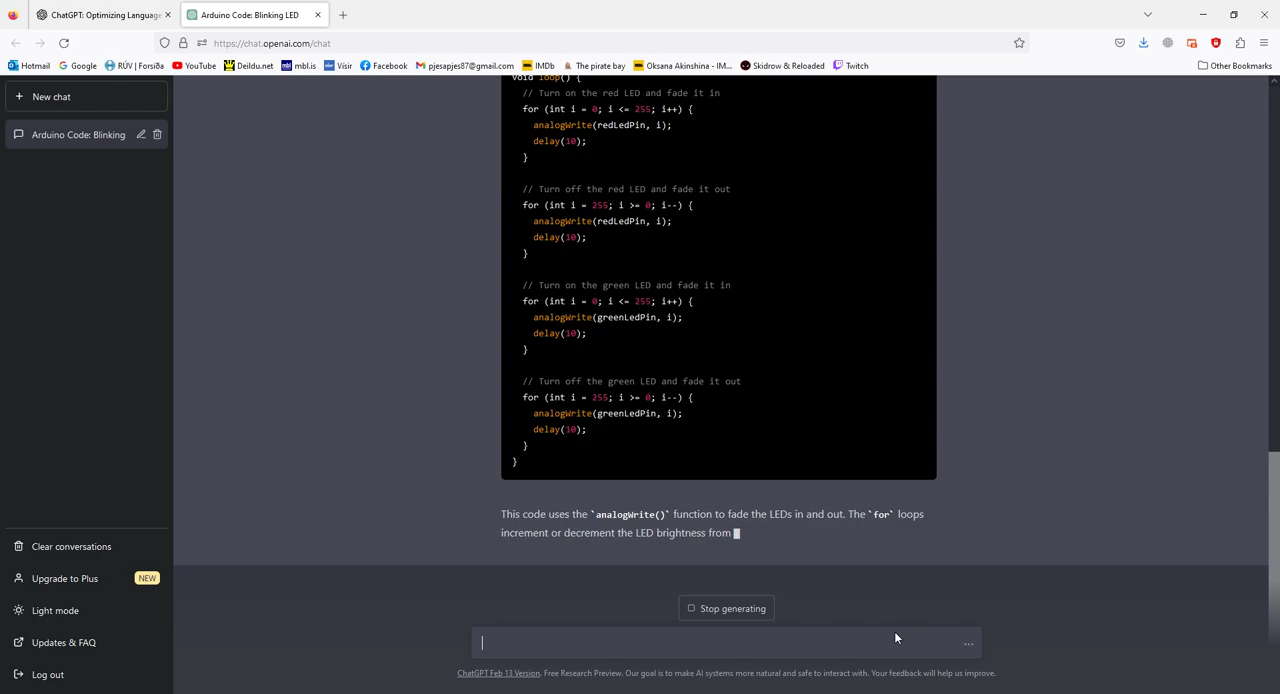 ChatGPT: Optimizing Language
Arduino Code: Blinking LED
https://chat.openai.com/chat
Hotmail Google RÚV | Forsíða YouTube Deildu.net mbl.is Vísir Facebook pjesapjes87@gmail.com IMDb The pirate bay Oksana Akinshina - IM... Skidrow & Reloaded Twitch Other Bookmarks
New chat
Arduino Code: Blinking
Clear conversations
Upgrade to Plus NEW
Light mode
Updates & FAQ
Log out
void loop() {
// Turn on the red LED and fade it in
for (int i = 0; i <= 255; i++) {
analogWrite(redLedPin, i);
delay(10);
}
// Turn off the red LED and fade it out
for (int i = 255; i >= 0; i--) {
analogWrite(redLedPin, i);
delay(10);
}
// Turn on the green LED and fade it in
for (int i = 0; i <= 255; i++) {
analogWrite(greenLedPin, i);
delay(10);
}
// Turn off the green LED and fade it out
for (int i = 255; i >= 0; i--) {
analogWrite(greenLedPin, i);
delay(10);
}
}
This code uses the `analogWrite()` function to fade the LEDs in and out. The `for` loops
increment or decrement the LED brightness from
Stop generating
ChatGPT Feb 13 Version. Free Research Preview. Our goal is to make AI systems more natural and safe to interact with. Your feedback will help us improve.